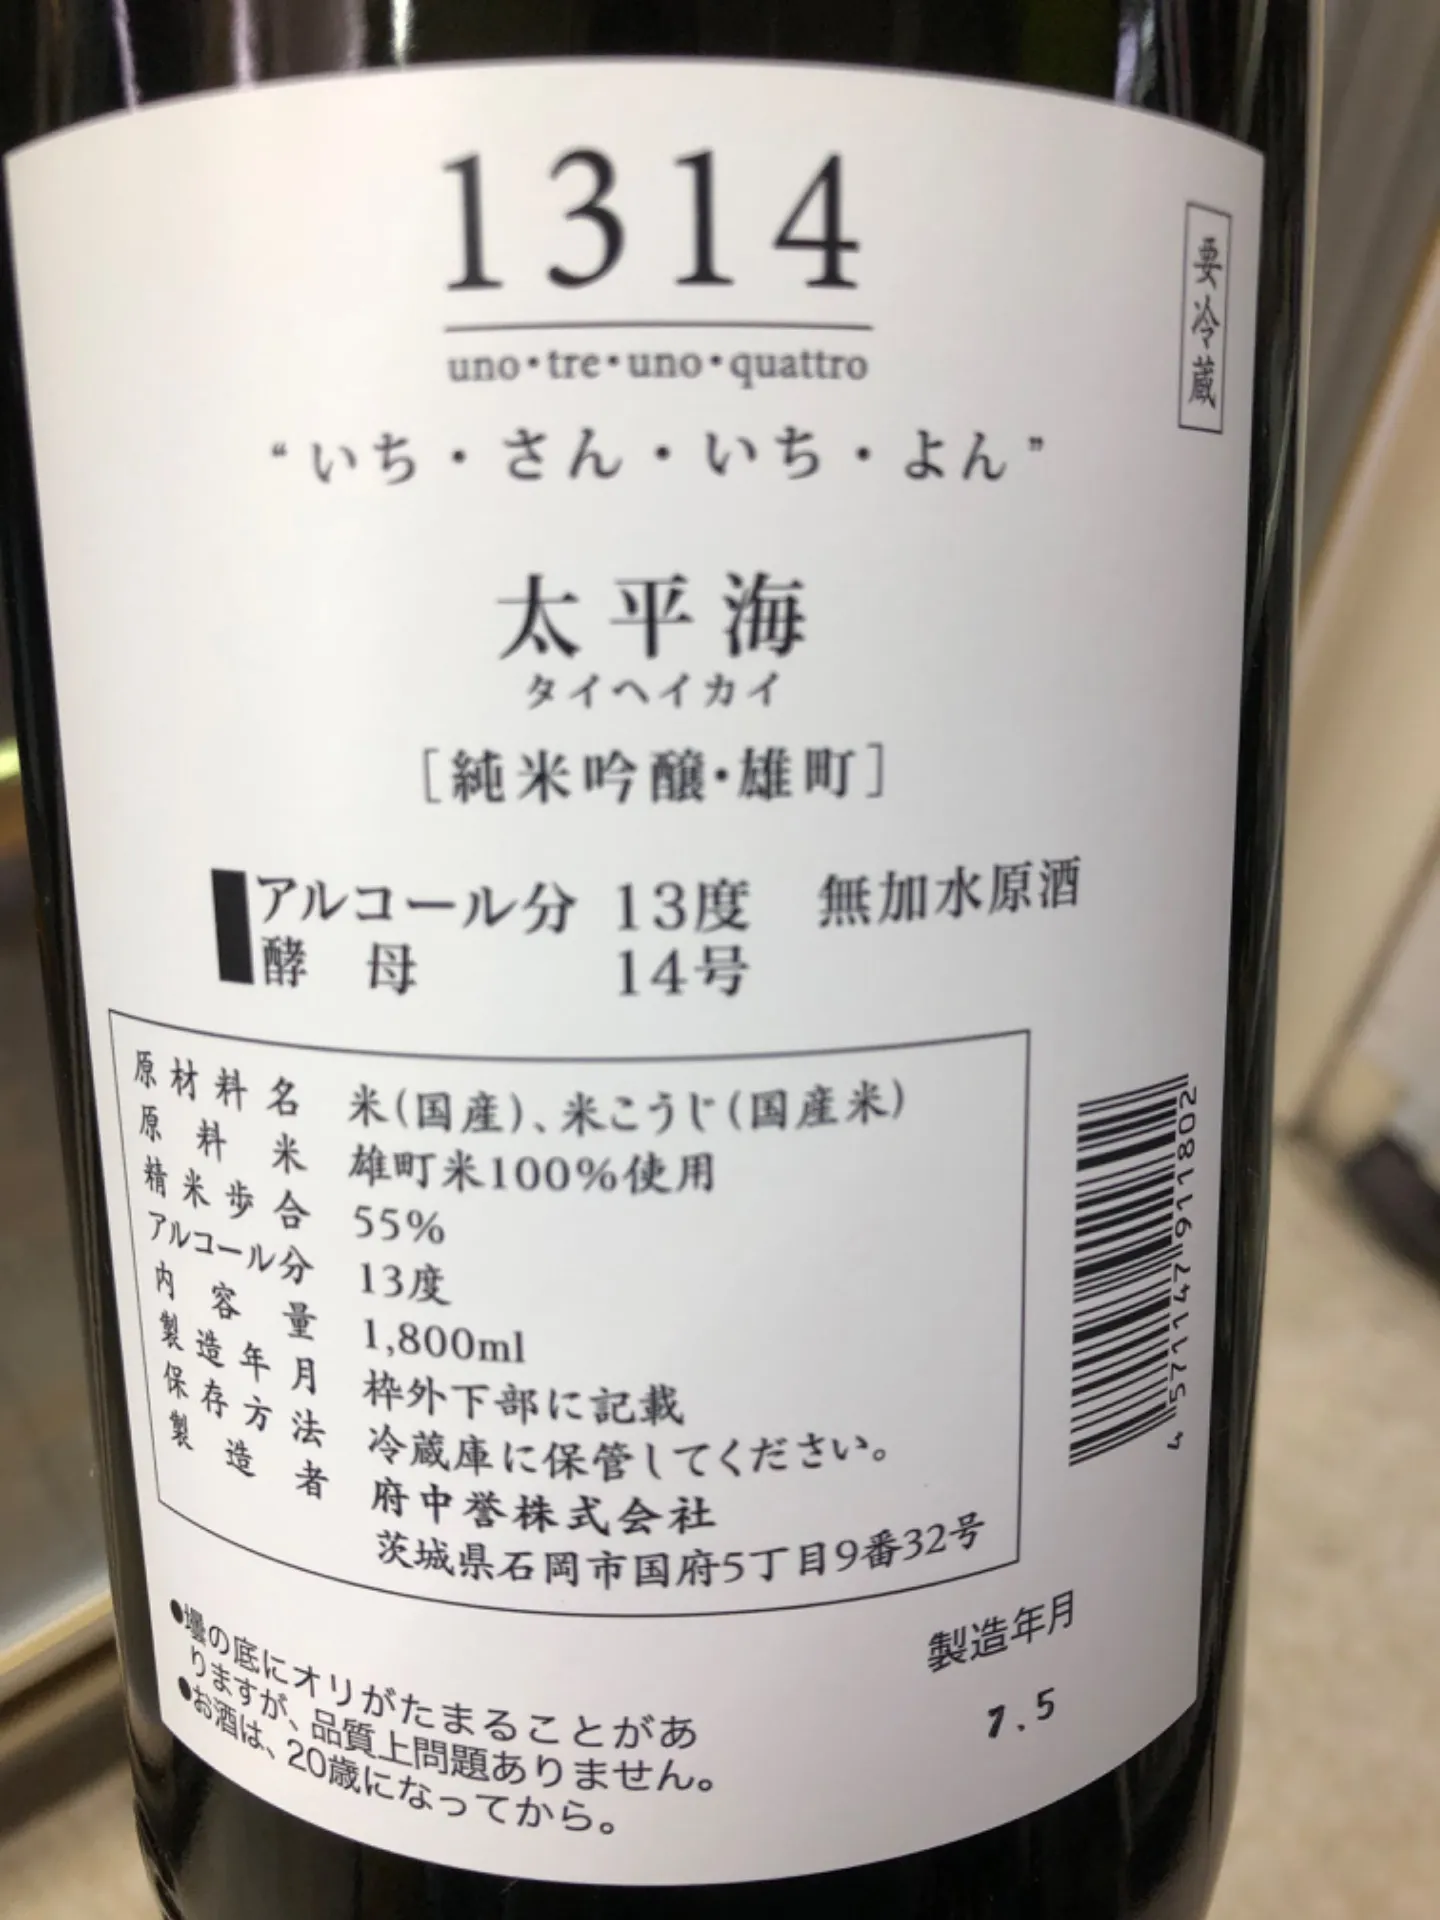 1314
uno・tre・uno・quattro
“いち・さん・いち・よん”
要冷蔵
太平海
タイヘイカイ
[純米吟醸・雄町]
アルコール分 13度 無加水原酒
酵母 14号
原材料名 米(国産)、米こうじ(国産米)
原料米 雄町米100%使用
精米歩合 55%
アルコール分 13度
内容量 1,800ml
製造年月 枠外下部に記載
保存方法 冷蔵庫に保管してください。
製造者 府中誉株式会社
茨城県石岡市国府5丁目9番32号
4571147911802
●壜の底にオリがたまることがあ
りますが、品質上問題ありません。
●お酒は、20歳になってから。
製造年月
1.5